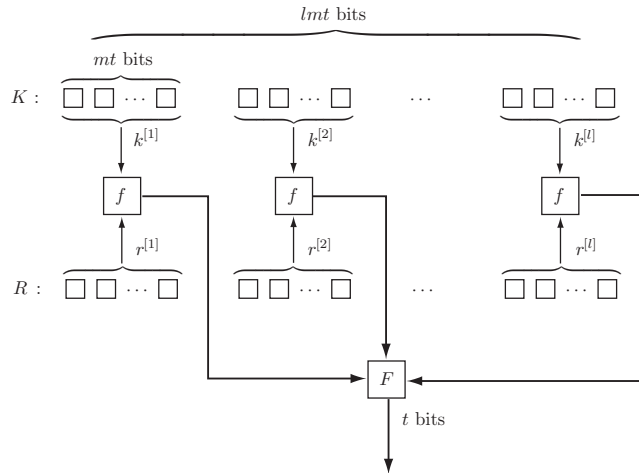 lmt bits
mt bits
K : ... ... ... ...
k^{[1]} k^{[2]} k^{[l]}
f f f
r^{[1]} r^{[2]} r^{[l]}
R : ... ... ... ...
F
t bits